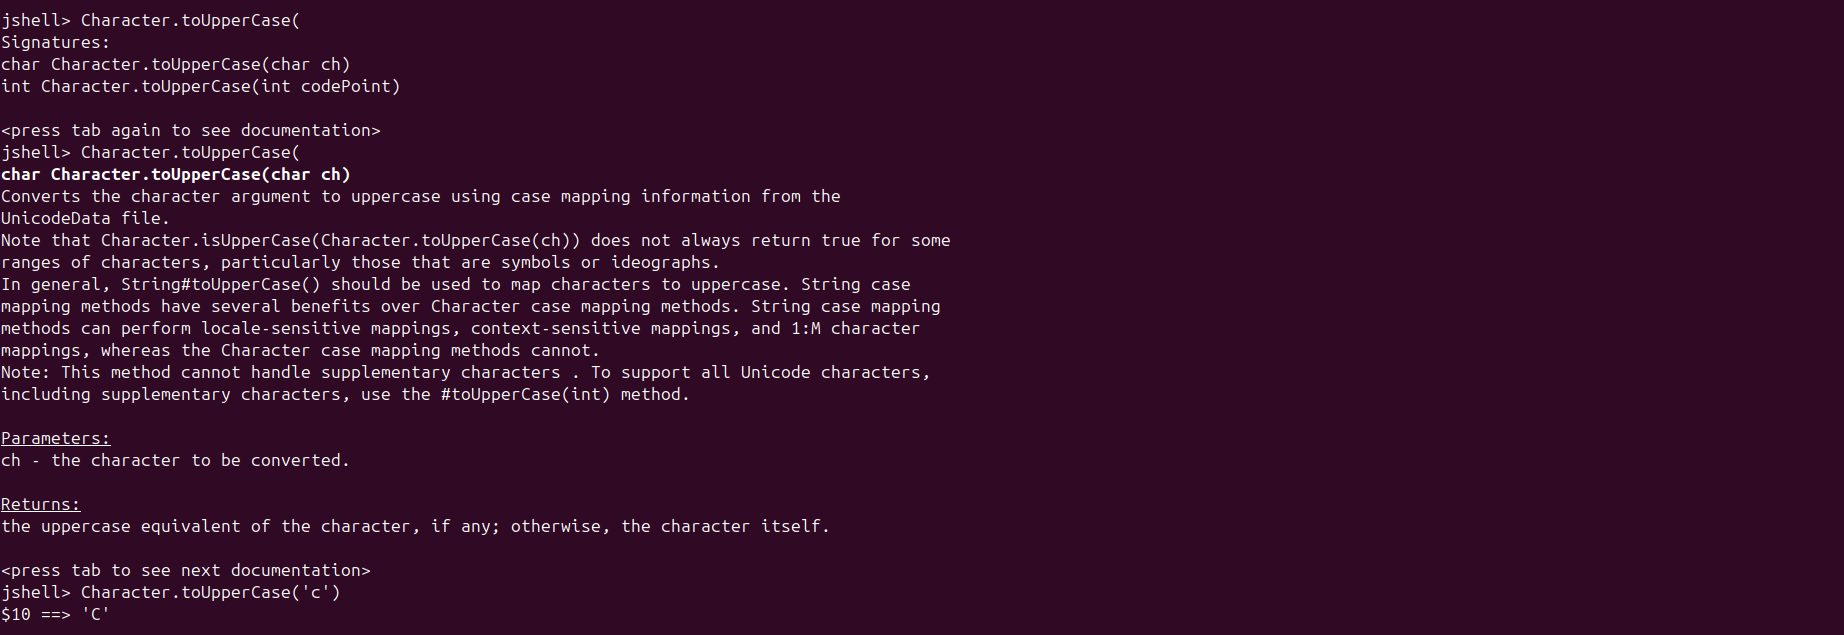 jshell> Character.toUpperCase(
Signatures:
char Character.toUpperCase(char ch)
int Character.toUpperCase(int codePoint)

<press tab again to see documentation>
jshell> Character.toUpperCase(
char Character.toUpperCase(char ch)
Converts the character argument to uppercase using case mapping information from the
UnicodeData file.
Note that Character.isUpperCase(Character.toUpperCase(ch)) does not always return true for some
ranges of characters, particularly those that are symbols or ideographs.
In general, String#toUpperCase() should be used to map characters to uppercase. String case
mapping methods have several benefits over Character case mapping methods. String case mapping
methods can perform locale-sensitive mappings, context-sensitive mappings, and 1:M character
mappings, whereas the Character case mapping methods cannot.
Note: This method cannot handle supplementary characters . To support all Unicode characters,
including supplementary characters, use the #toUpperCase(int) method.

Parameters:
ch - the character to be converted.

Returns:
the uppercase equivalent of the character, if any; otherwise, the character itself.

<press tab to see next documentation>
jshell> Character.toUpperCase('c')
$10 ==> 'C'